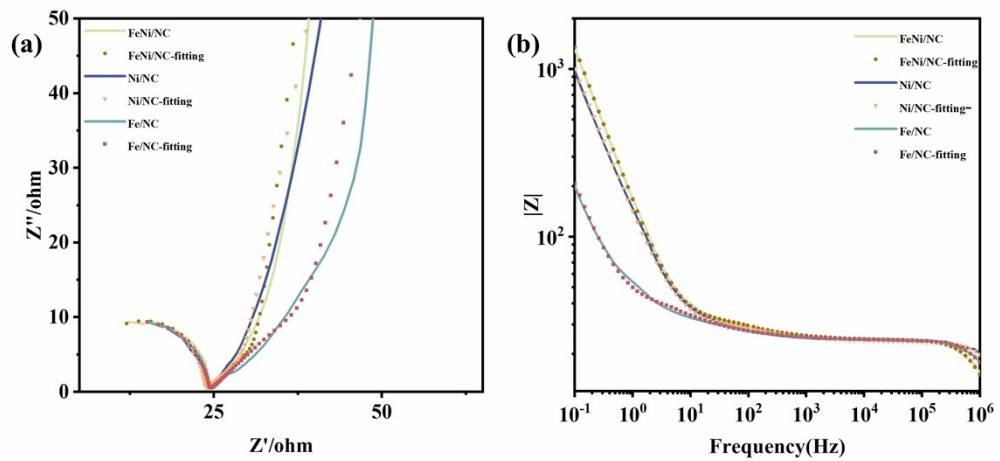 (a)
FeNi/NC
FeNi/NC-fitting
Ni/NC
Ni/NC-fitting
Fe/NC
Fe/NC-fitting
50
40
30
20
10
0
Z''/ohm
25
50
Z'/ohm
(b)
FeNi/NC
FeNi/NC-fitting
Ni/NC
Ni/NC-fitting=
Fe/NC
Fe/NC-fitting
10³
10²
|Z|
10⁻¹
10⁰
10¹
10²
10³
10⁴
10⁵
10⁶
Frequency(Hz)